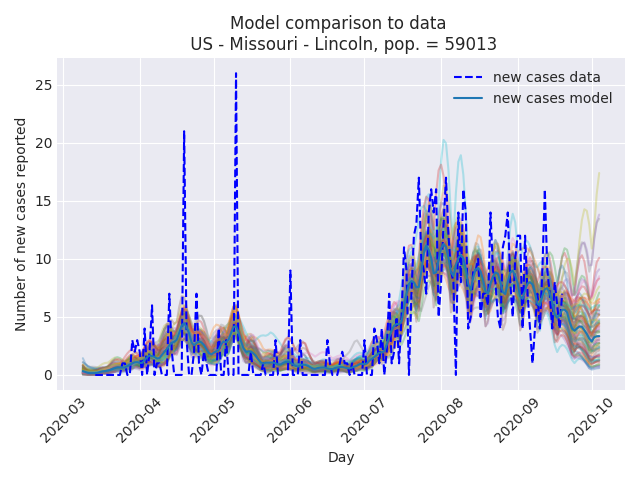 Model comparison to data
US - Missouri - Lincoln, pop. = 59013
new cases data
new cases model
Number of new cases reported
25
20
15
10
5
0
2020-03
2020-04
2020-05
2020-06
2020-07
2020-08
2020-09
2020-10
Day